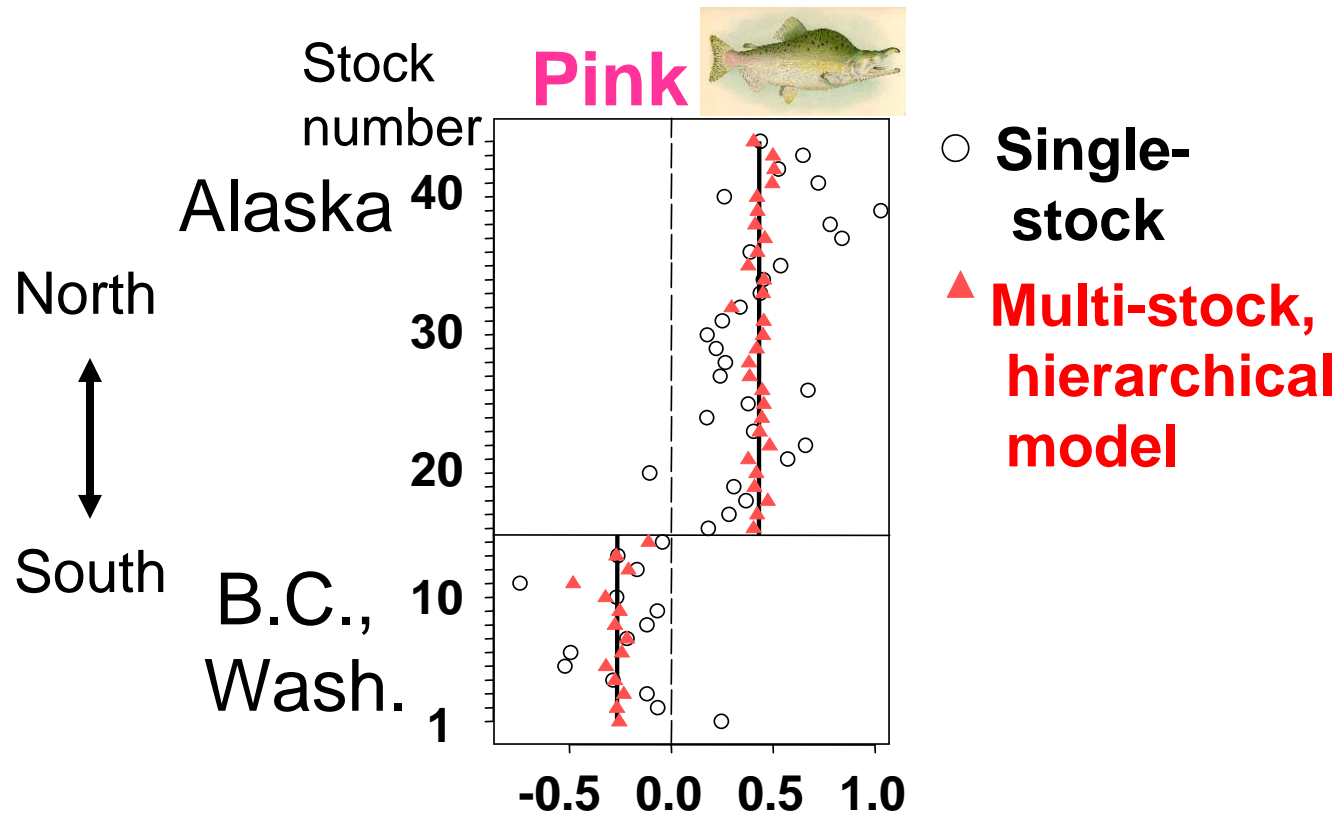 Stock
number
Pink
Alaska
North
South
B.C.,
Wash.
40
30
20
10
1
-0.5 0.0 0.5 1.0
Single-
stock
Multi-stock,
hierarchical
model